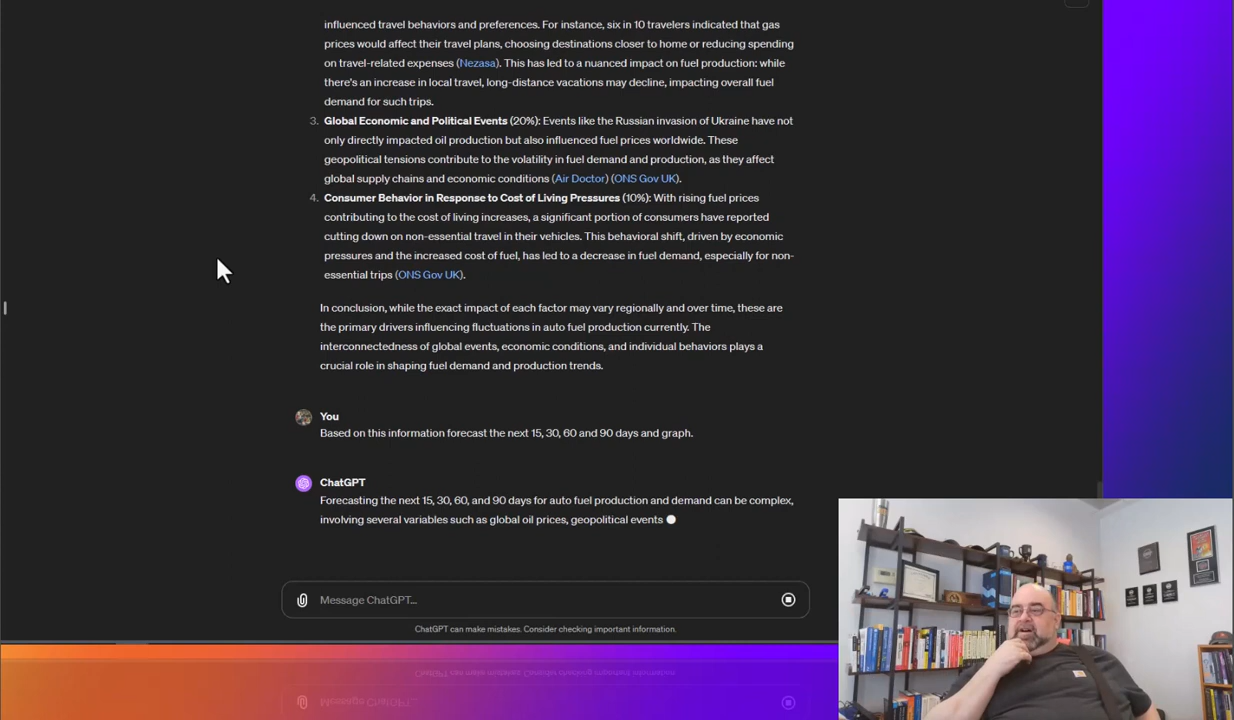 influenced travel behaviors and preferences. For instance, six in 10 travelers indicated that gas
prices would affect their travel plans, choosing destinations closer to home or reducing spending
on travel-related expenses (Nezasa). This has led to a nuanced impact on fuel production: while
there's an increase in local travel, long-distance vacations may decline, impacting overall fuel
demand for such trips.
3. Global Economic and Political Events (20%): Events like the Russian invasion of Ukraine have not
only directly impacted oil production but also influenced fuel prices worldwide. These
geopolitical tensions contribute to the volatility in fuel demand and production, as they affect
global supply chains and economic conditions (Air Doctor) (ONS Gov UK).
4. Consumer Behavior in Response to Cost of Living Pressures (10%): With rising fuel prices
contributing to the cost of living increases, a significant portion of consumers have reported
cutting down on non-essential travel in their vehicles. This behavioral shift, driven by economic
pressures and the increased cost of fuel, has led to a decrease in fuel demand, especially for non-
essential trips (ONS Gov UK).
In conclusion, while the exact impact of each factor may vary regionally and over time, these are
the primary drivers influencing fluctuations in auto fuel production currently. The
interconnectedness of global events, economic conditions, and individual behaviors plays a
crucial role in shaping fuel demand and production trends.
You
Based on this information forecast the next 15, 30, 60 and 90 days and graph.
ChatGPT
Forecasting the next 15, 30, 60, and 90 days for auto fuel production and demand can be complex,
involving several variables such as global oil prices, geopolitical events
Message ChatGPT...
ChatGPT can make mistakes. Consider checking important information.